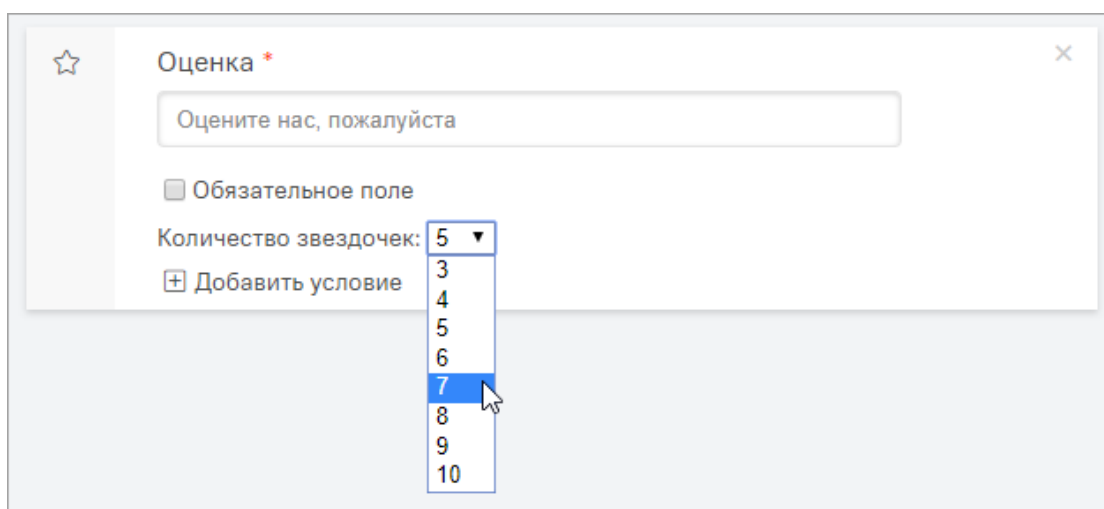 Оценка *
Оцените нас, пожалуйста
Обязательное поле
Количество звездочек: 5
Добавить условие
3
4
5
6
7
8
9
10